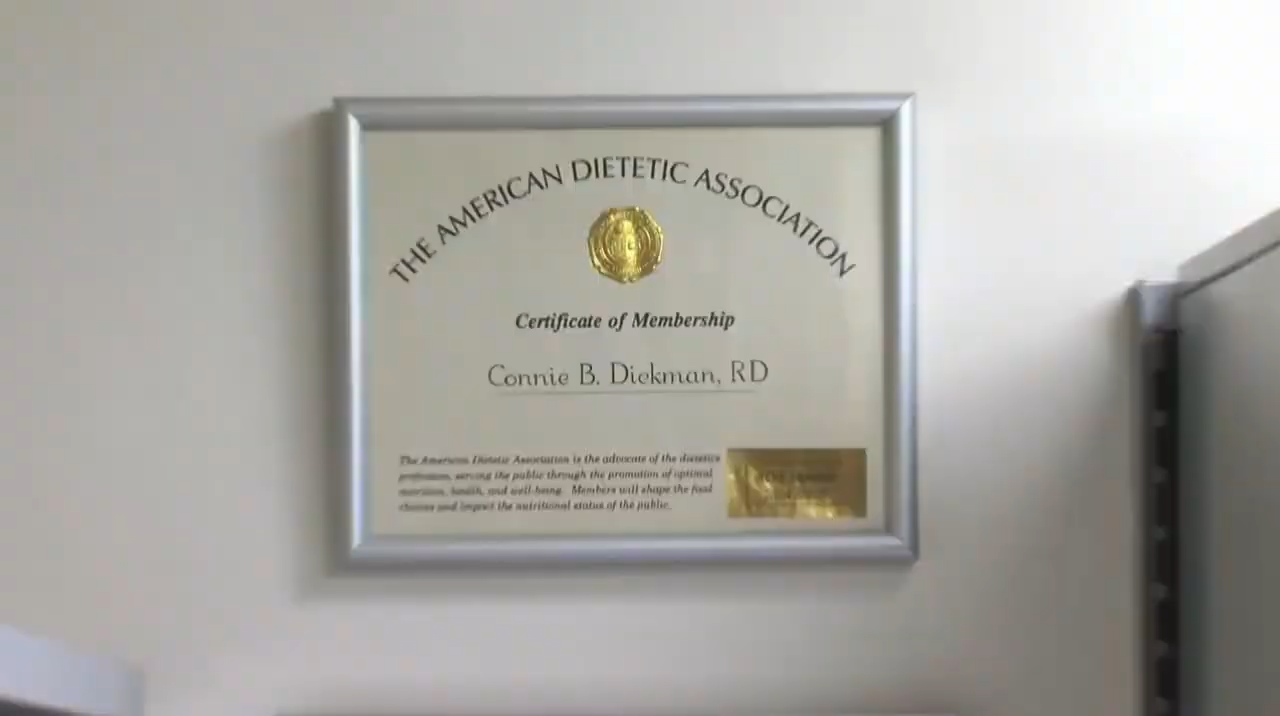 THE AMERICAN DIETETIC ASSOCIATION
Certificate of Membership
Connie B. Diekman, RD
The American Dietetic Association is the advocate of the dietetics
profession, serving the public through the promotion of optimal
nutrition, health, and well-being. Members will shape the food
choices and impact the nutritional status of the public.